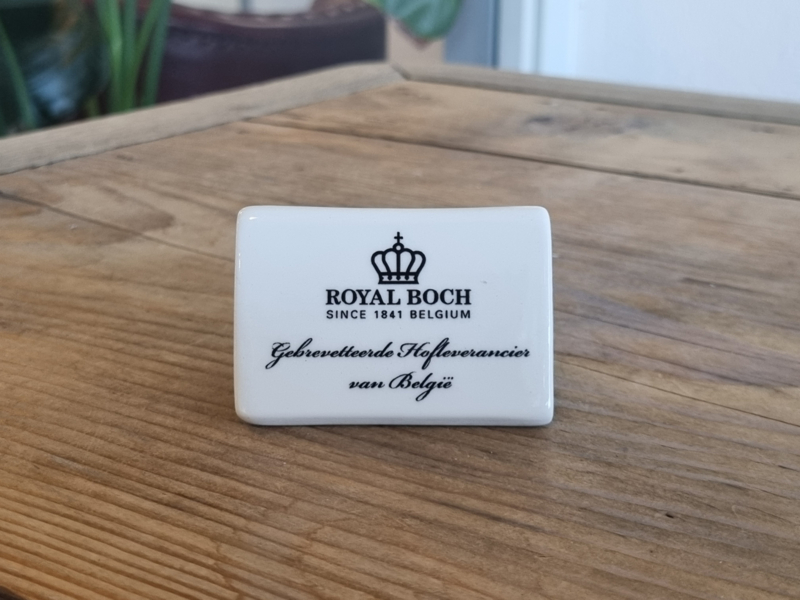 ROYAL BOCH
SINCE 1841 BELGIUM
Gebrevetteerde Hofleverancier
van België